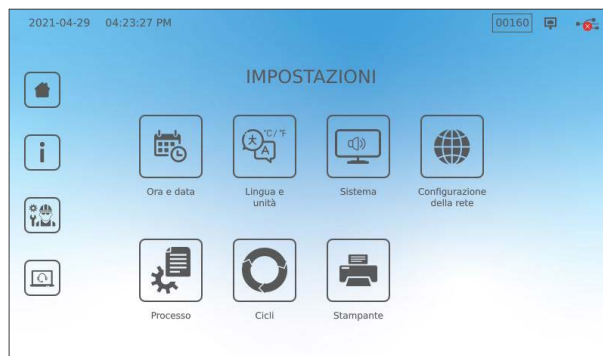 2021-04-29 04:23:27 PM 00160
IMPOSTAZIONI
°C/°F
A
Ora e data
Lingua e
unità
Sistema
Configurazione
della rete
Processo
Cicli
Stampante